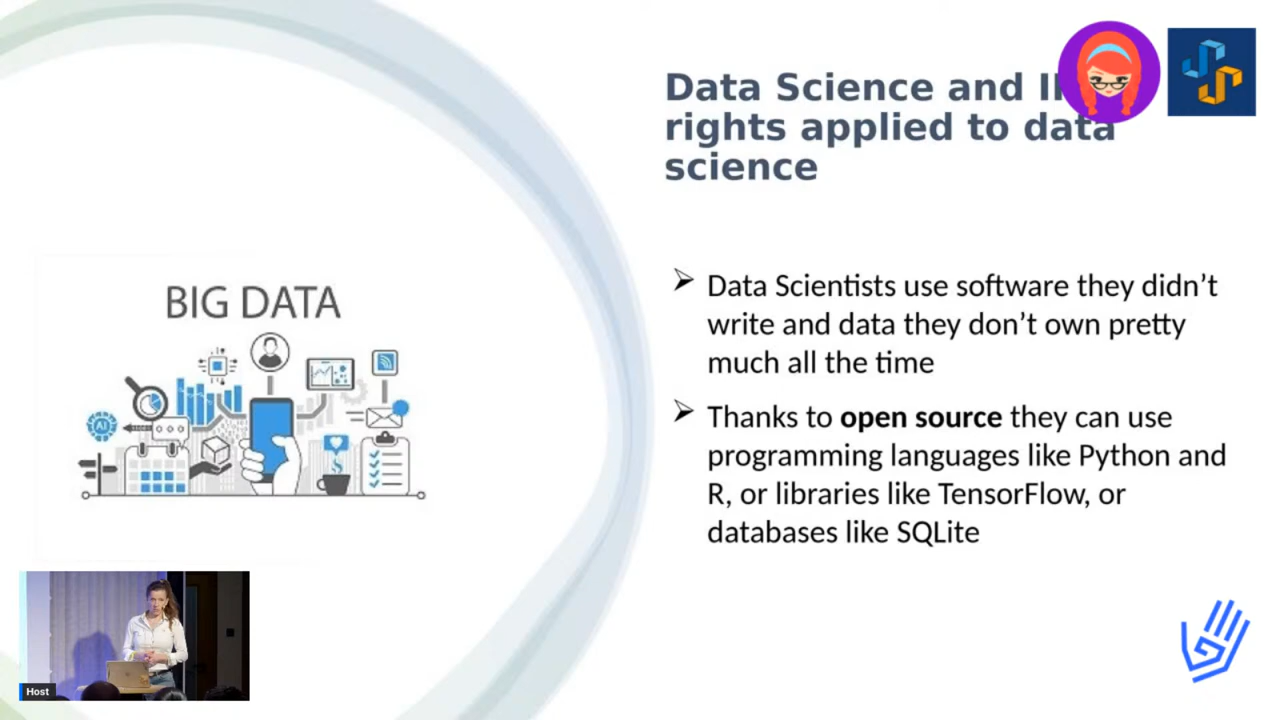 Data Science and I
rights applied to data
science
BIG DATA
AI
Data Scientists use software they didn’t
write and data they don’t own pretty
much all the time
Thanks to open source they can use
programming languages like Python and
R, or libraries like TensorFlow, or
databases like SQLite
Host